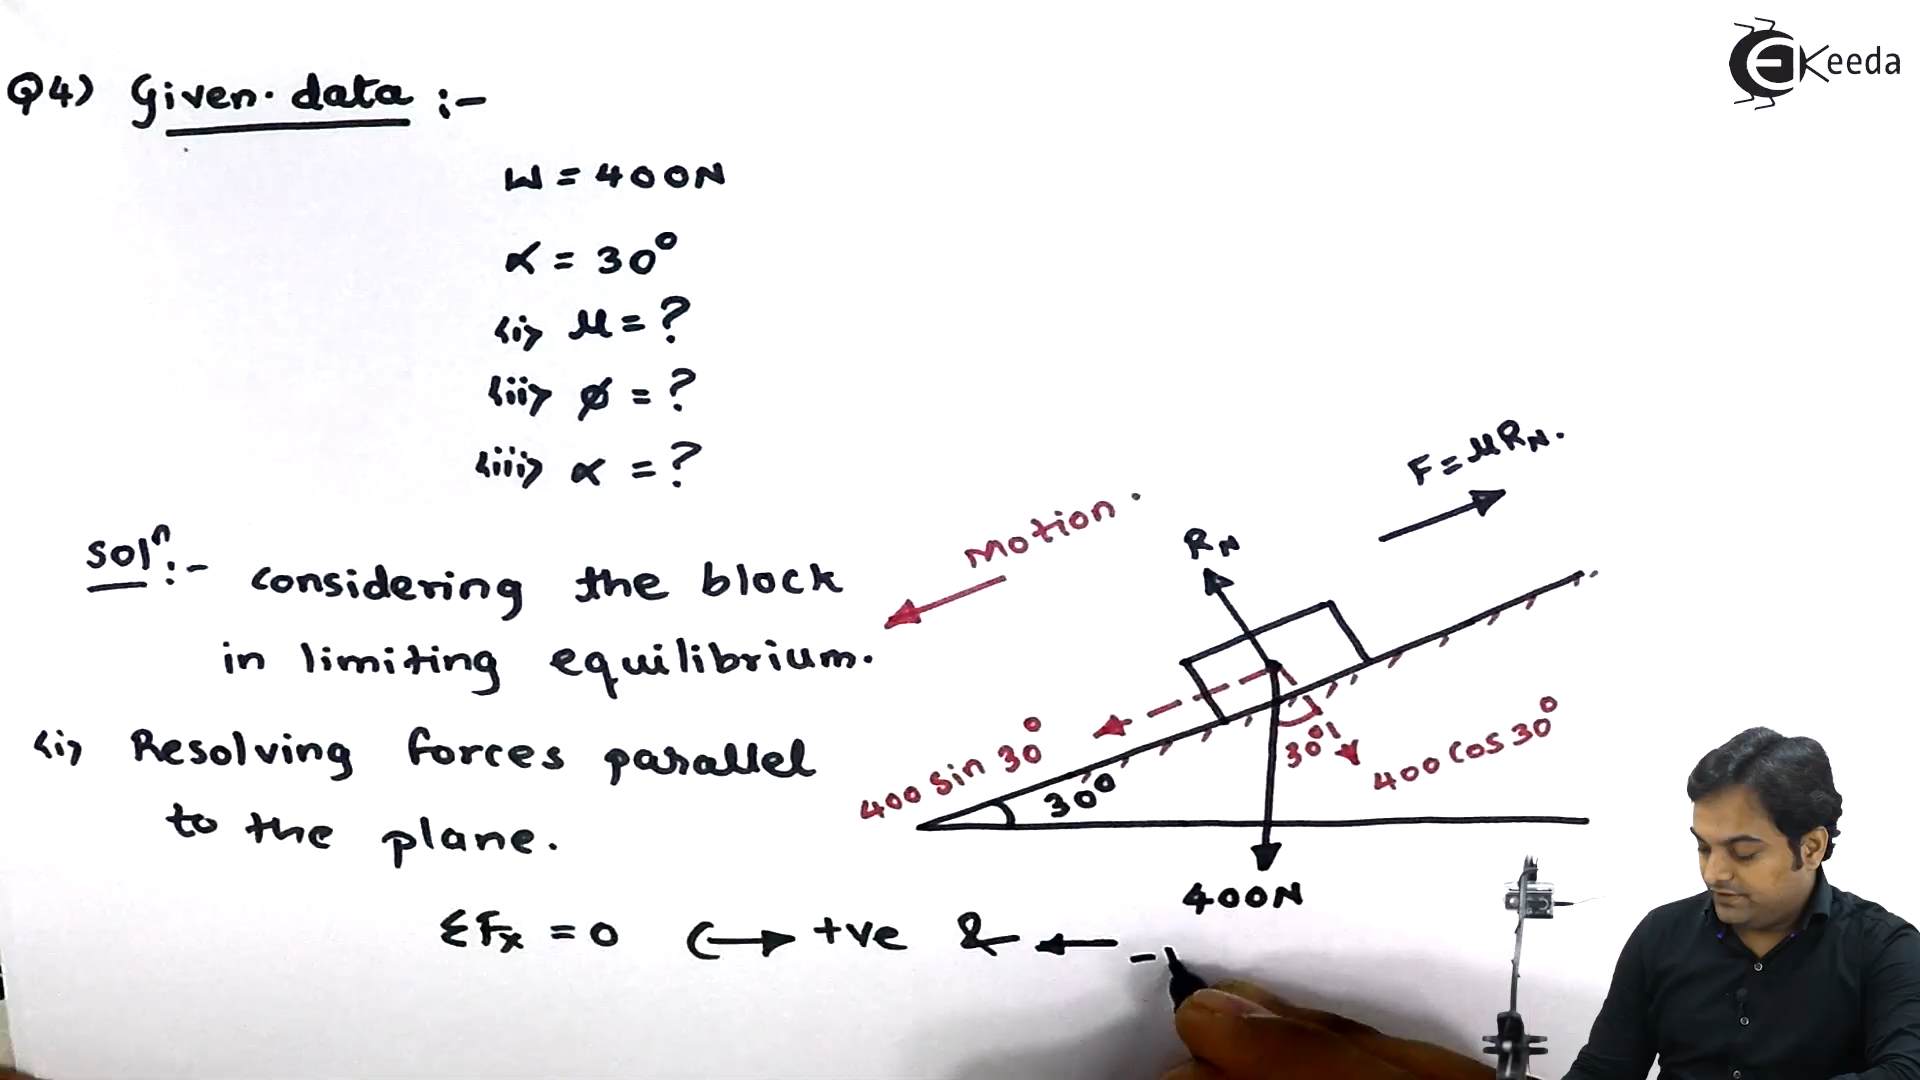 Keeda
Q4) Given data :-
W = 400N
α = 30°
(i) μ = ?
(ii) ø = ?
(iii) α = ?
Solⁿ :- considering the block
in limiting equilibrium.
(i) Resolving forces parallel
to the plane.
ΣFx = 0 (→ +ve & ← -
Motion.
F = μRN.
RN
400 sin 30°
30°
30°
400 cos 30°
400N